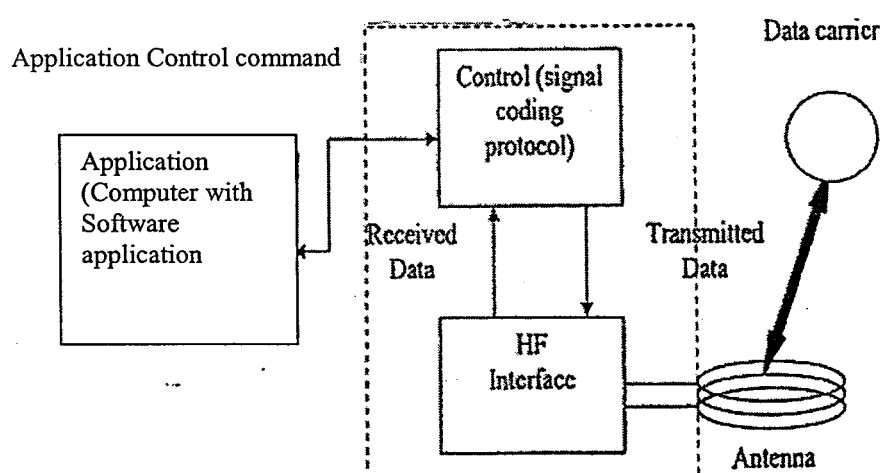 Data carrier
Application Control command
Control (signal
coding
protocol)
Application
(Computer with
Software
application
Received
Data
Transmitted
Data
HF
Interface
Antenna